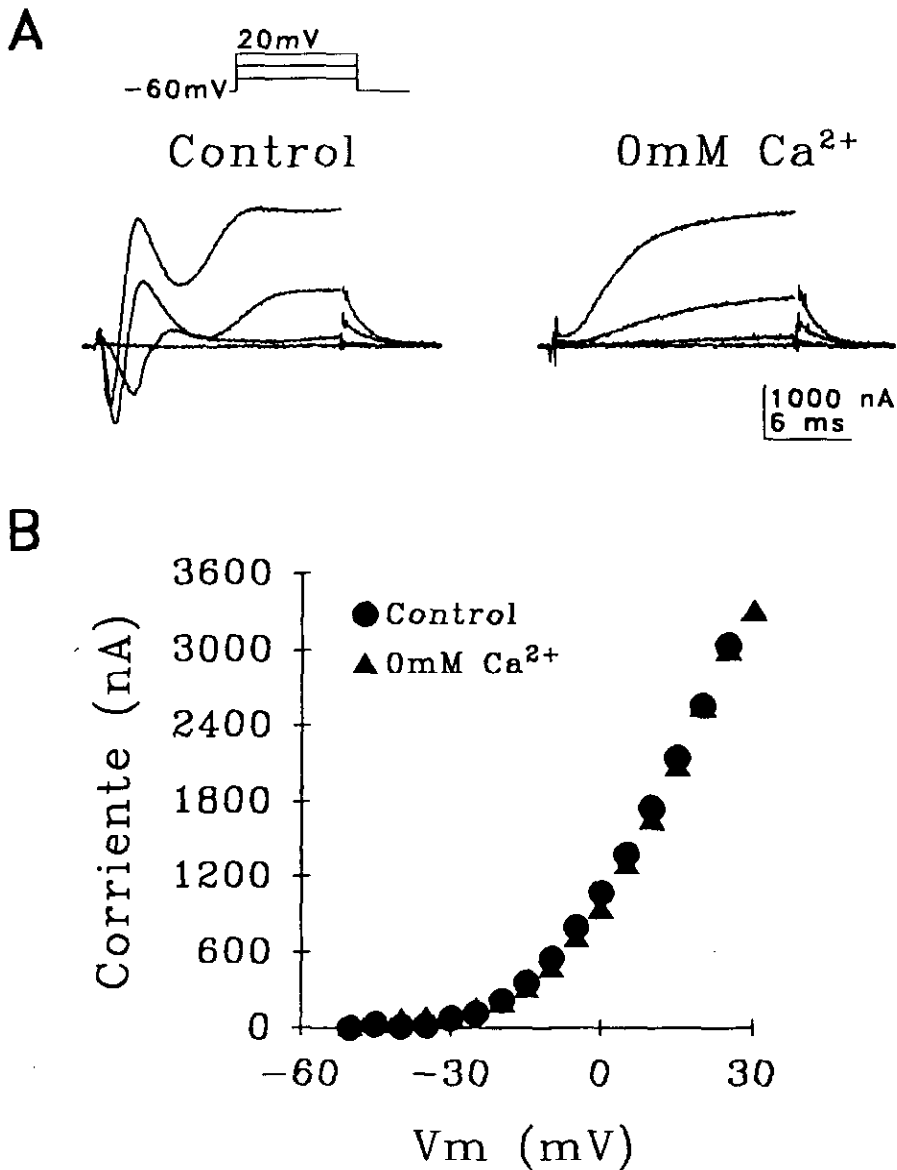 A
20mV
-60mV
Control
0mM Ca²⁺
1000 nA
6 ms
B
Corriente (nA)
3600
3000
2400
1800
1200
600
0
Control
0mM Ca²⁺
-60
-30
0
30
Vm (mV)